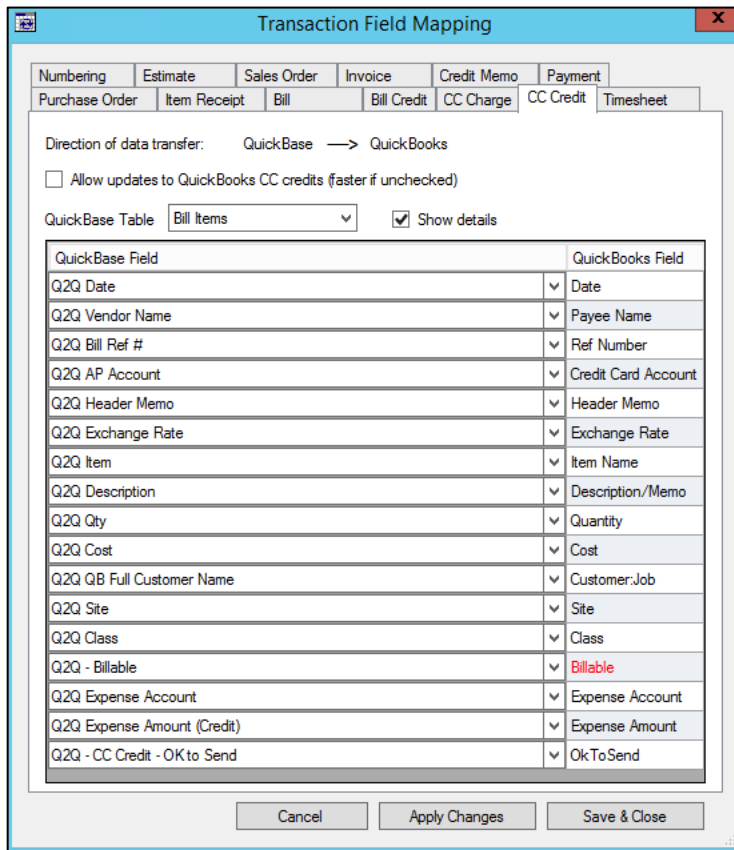 Transaction Field Mapping
x
Numbering Estimate Sales Order Invoice Credit Memo Payment
Purchase Order Item Receipt Bill Bill Credit CC Charge CC Credit Timesheet
Direction of data transfer: QuickBase —> QuickBooks
Allow updates to QuickBooks CC credits (faster if unchecked)
QuickBase Table Bill Items Show details
QuickBase Field QuickBooks Field
Q2Q Date Date
Q2Q Vendor Name Payee Name
Q2Q Bill Ref # Ref Number
Q2Q AP Account Credit Card Account
Q2Q Header Memo Header Memo
Q2Q Exchange Rate Exchange Rate
Q2Q Item Item Name
Q2Q Description Description/Memo
Q2Q Qty Quantity
Q2Q Cost Cost
Q2Q QB Full Customer Name Customer:Job
Q2Q Site Site
Q2Q Class Class
Q2Q - Billable Billable
Q2Q Expense Account Expense Account
Q2Q Expense Amount (Credit) Expense Amount
Q2Q - CC Credit - OK to Send OkToSend
Cancel Apply Changes Save & Close